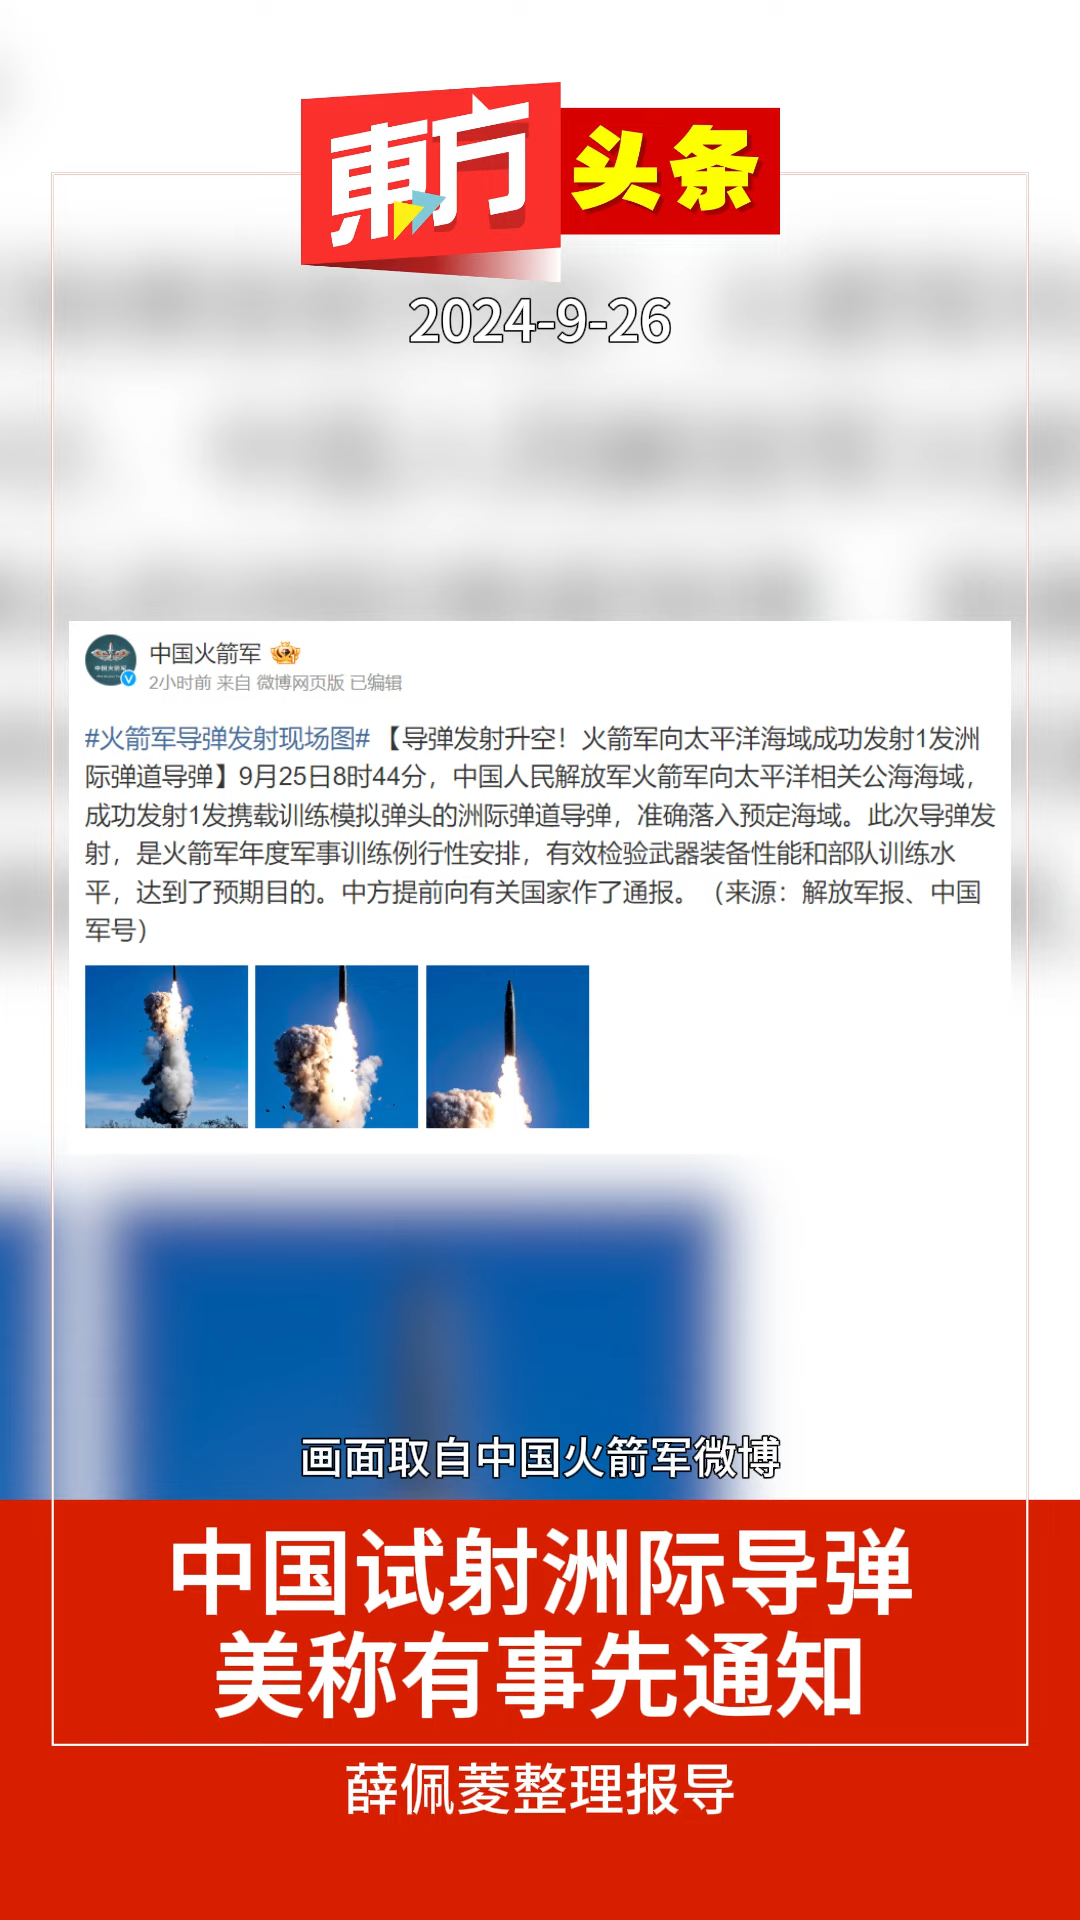 東方 头条
2024-9-26
中国火箭军
2小时前 来自 微博网页版 已编辑
#火箭军导弹发射现场图# 【导弹发射升空！火箭军向太平洋海域成功发射1发洲
际弹道导弹】9月25日8时44分，中国人民解放军火箭军向太平洋相关公海海域，
成功发射1发携载训练模拟弹头的洲际弹道导弹，准确落入预定海域。此次导弹发
射，是火箭军年度军事训练例行性安排，有效检验武器装备性能和部队训练水
平，达到了预期目的。中方提前向有关国家作了通报。（来源：解放军报、中国
军号）
画面取自中国火箭军微博
中国试射洲际导弹
美称有事先通知
薛佩菱整理报导